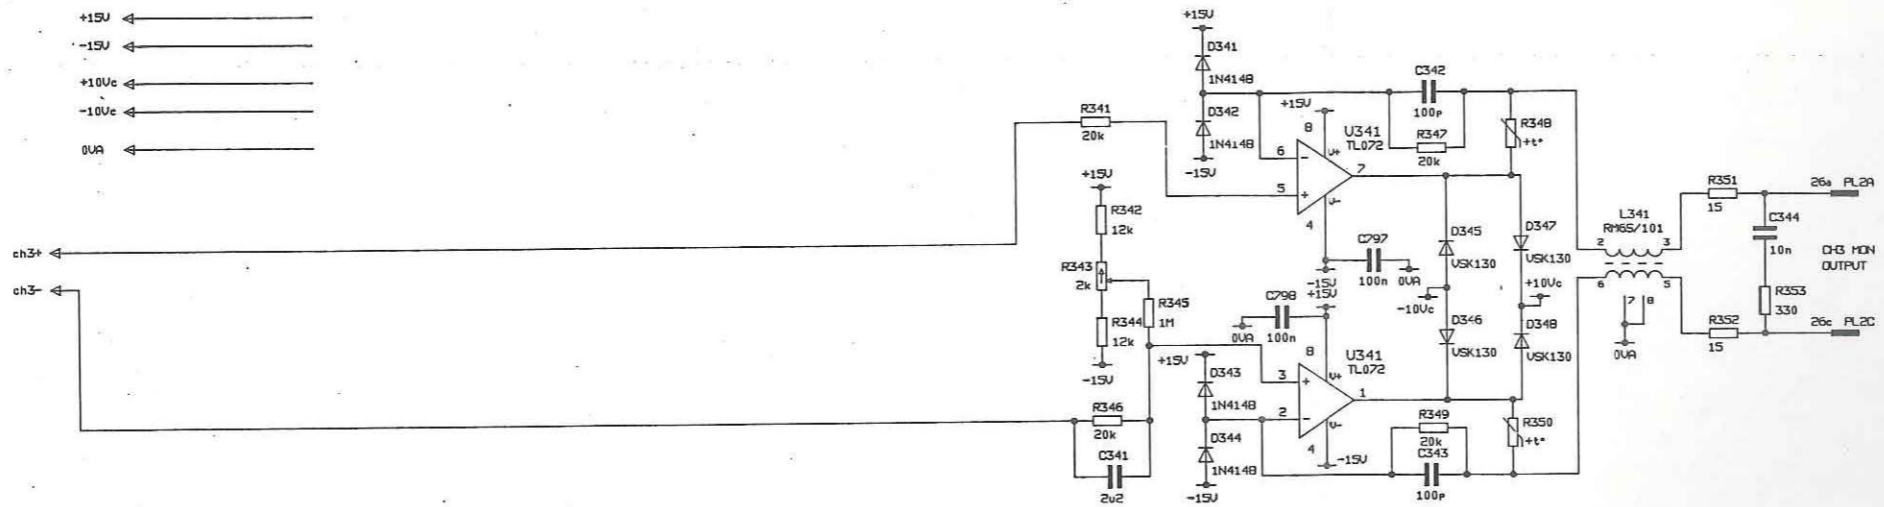 +15V
-15V
+10Vc
-10Vc
0VA
ch3+
ch3-
R341
20k
+15V
R342
12k
R343
2k
R344
12k
-15V
R345
1M
R346
20k
C341
2u2
+15V
D341
1N4148
D342
1N4148
-15V
+15V
8
V+
6
-
5
+
7
V-
4
-15V
U341
TL072
C342
100p
R347
20k
R348
+t°
C797
100n
0VA
C798
100n
0VA
+15V
8
V+
U341
TL072
3
+
2
-
1
V-
4
-15V
+15V
D343
1N4148
D344
1N4148
-15V
R349
20k
C343
100p
R350
+t°
D345
VSK130
-10Vc
D346
VSK130
D347
VSK130
+10Vc
D348
VSK130
L341
RM6S/101
2
3
6
5
7
8
0VA
R351
15
R352
15
C344
10n
R353
330
26a PL2A
CH3 MON
OUTPUT
26c PL2C